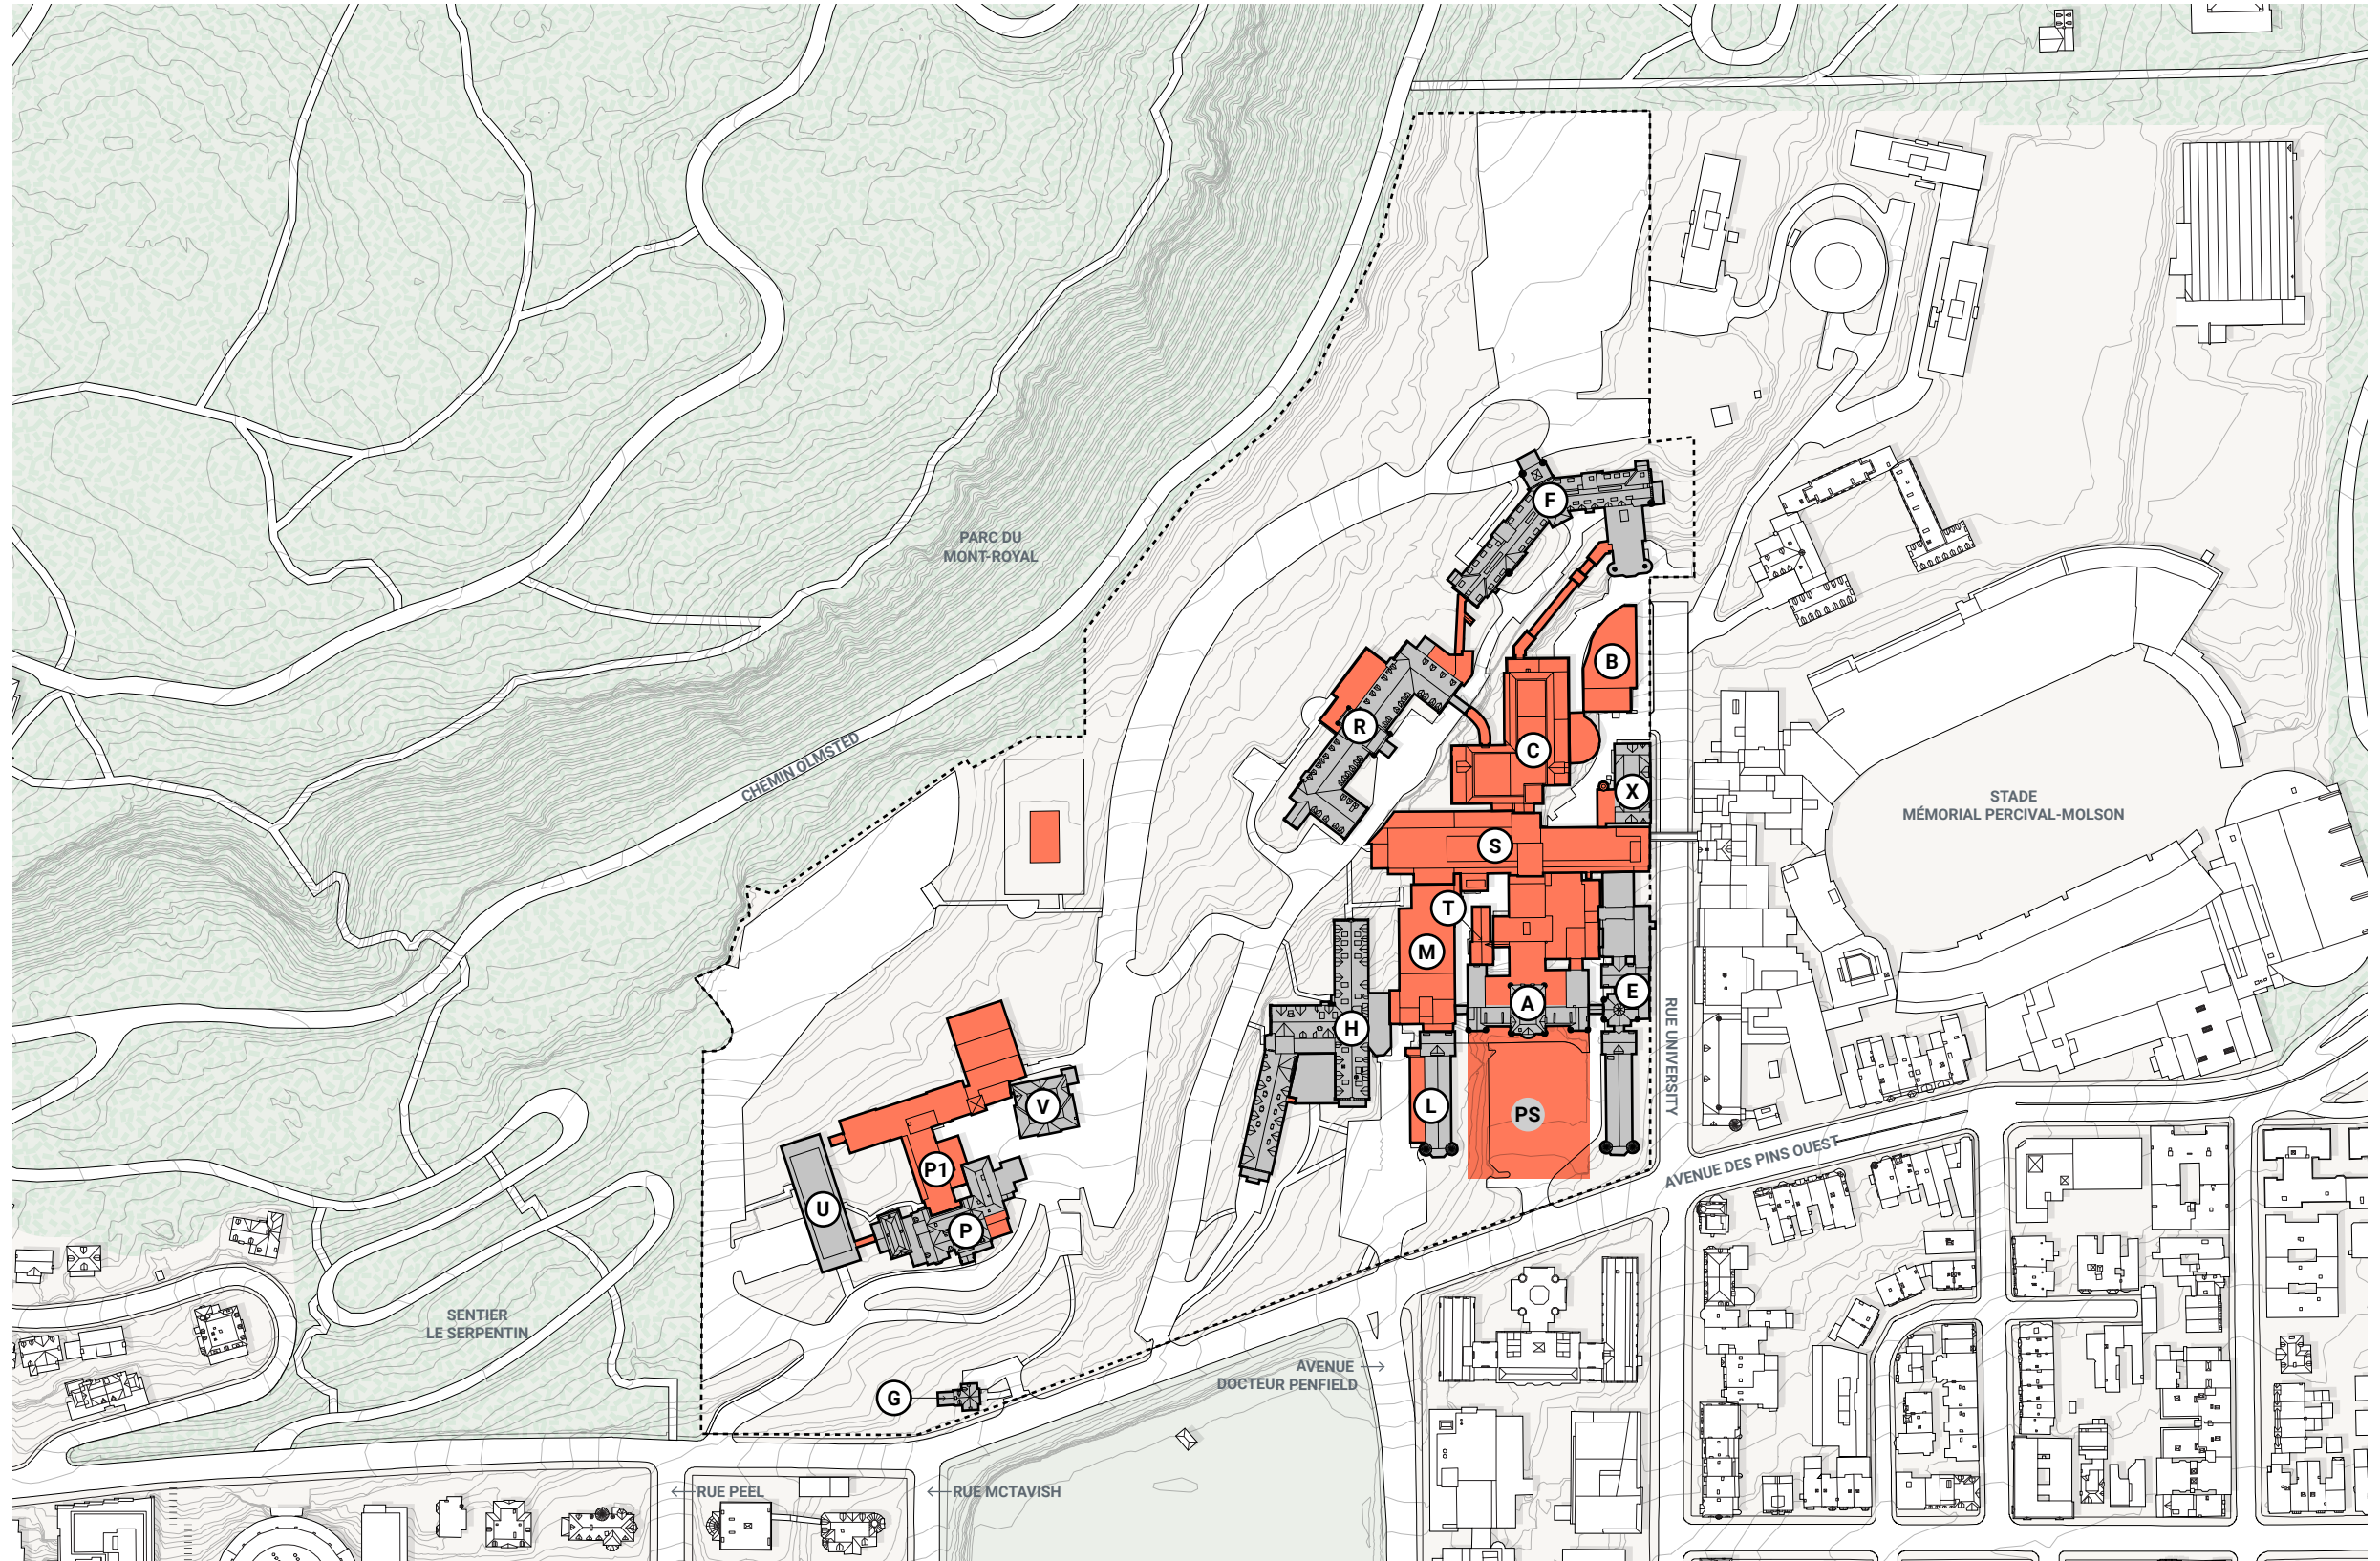 F
PARC DU
MONT-ROYAL
B
R
C
CHEMIN OLMSTED
X
STADE
MÉMORIAL PERCIVAL-MOLSON
S
T
M
E
A
H
RUE UNIVERSITY
V
L
PS
P1
AVENUE DES PINS OUEST
U
P
SENTIER
LE SERPENTIN
AVENUE →
DOCTEUR PENFIELD
G
← RUE PEEL
← RUE MCTAVISH